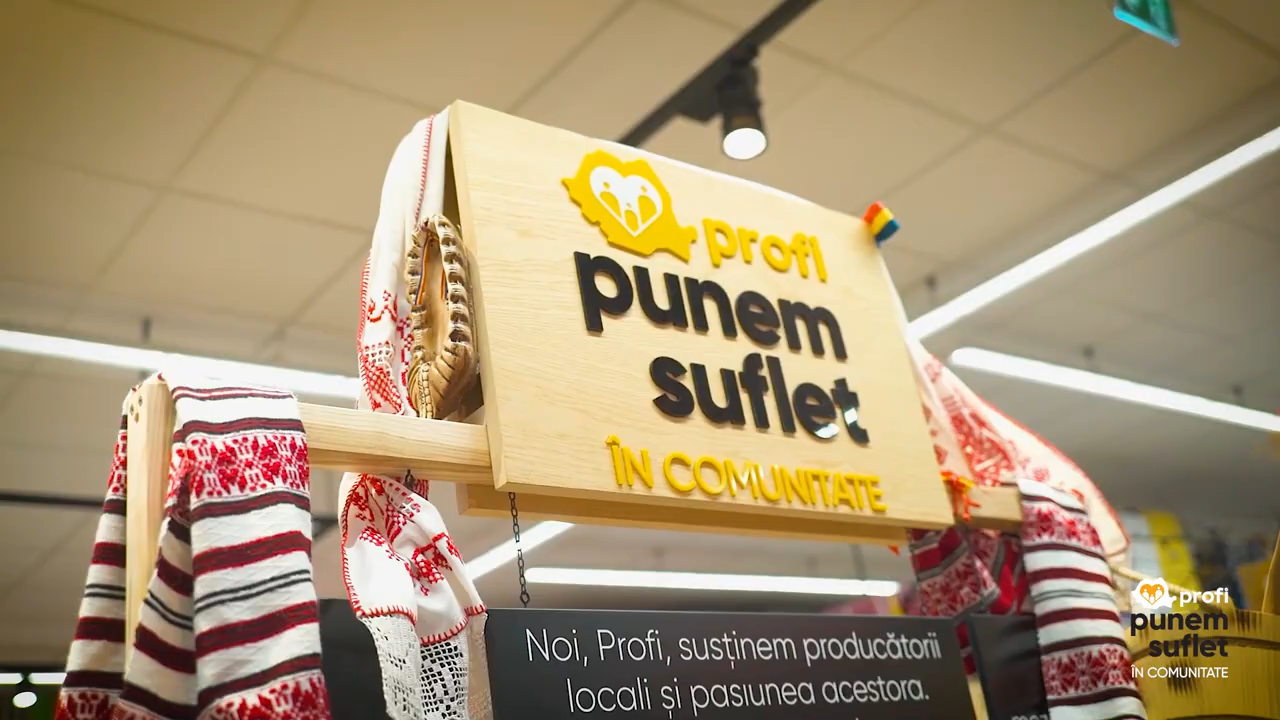 profi
punem
suflet
ÎN COMUNITATE
Noi, Profi, susținem producătorii
locali și pasiunea acestora.
profi
punem
suflet
ÎN COMUNITATE